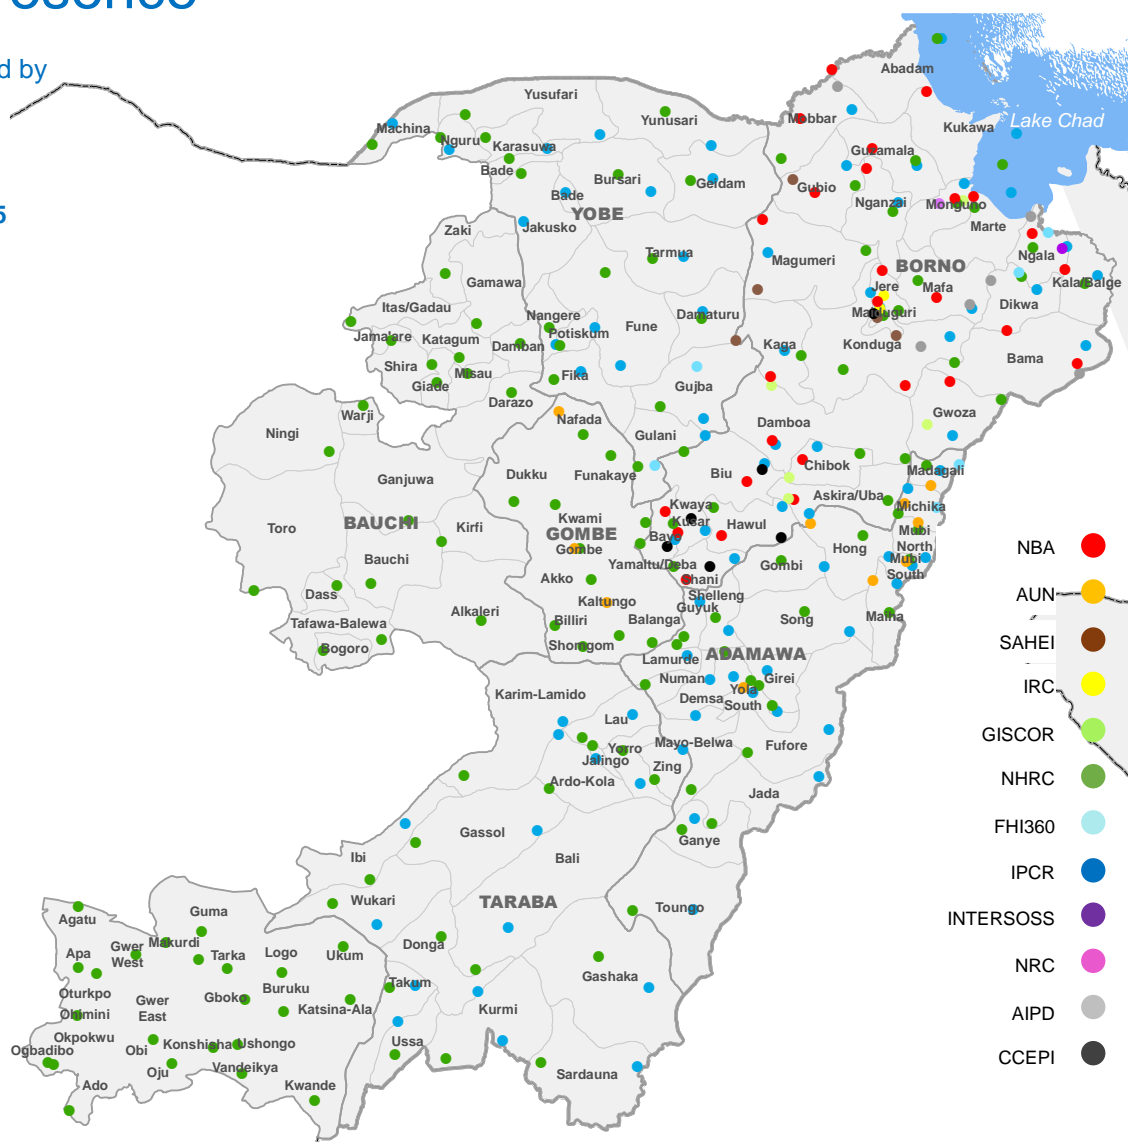 d by
5
Abadam
Yusufari
Yunusari
Mobbar
Lake Chad
Kukawa
Machina
Nguru
Karasuwa
Guzamala
Bade
Bursari
Geidam
Gubio
Bade
Nganzai
Monguno
YOBE
Jakusko
Marte
Zaki
Tarmua
Ngala
Magumeri
BORNO
Gamawa
Jere
Mafa
Kala/Balge
Itas/Gadau
Dikwa
Nangere
Damaturu
Maiduguri
Potiskum
Fune
Jama'are
Katagum
Damban
Kaga
Konduga
Bama
Shira
Misau
Fika
Giade
Gujba
Darazo
Warji
Nafada
Gwoza
Damboa
Ningi
Gulani
Dukku
Funakaye
Biu
Chibok
Madagali
Ganjuwa
Askira/Uba
Kwaya
Michika
Kwami
Kusar
Hawul
Toro
BAUCHI
Kirfi
GOMBE
Baya
Mubi
Gombe
Hong
North
Bauchi
Yamaltu/Deba
Gombi
Mubi
Akko
Shani
South
Dass
Shelleng
Kaltungo
Guyuk
Alkaleri
Billiri
Balanga
Song
Maiha
Tafawa-Balewa
Bogoro
Shomgom
Lamurde
ADAMAWA
Numan
Girei
Karim-Lamido
Demsa
Yola
South
Lau
Yorro
Mayo-Belwa
Fufore
Jalingo
Zing
Ardo-Kola
Jada
Gassol
Ganye
Ibi
Bali
Wukari
TARABA
Toungo
Agatu
Guma
Gwer
West
Makurdi
Donga
Apa
Tarka
Logo
Ukum
Gashaka
Oturkpo
Gboko
Buruku
Takum
Gwer
East
Katsina-Ala
Kurmi
Ohimini
Okpokwu
Ogbadibo
Obi
Konshisha
Ushongo
Ussa
Oju
Vandeikya
Sardauna
Ado
Kwande
NBA
AUN
SAHEI
IRC
GISCOR
NHRC
FHI360
IPCR
INTERSOSS
NRC
AIPD
CCEPI